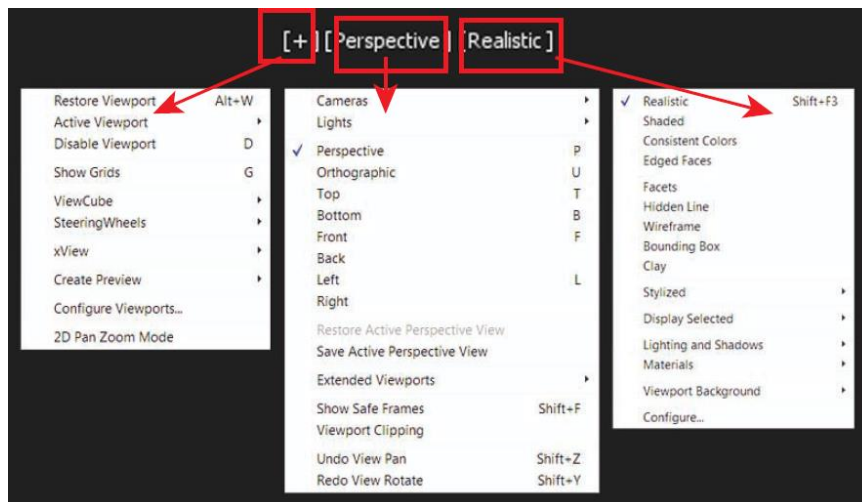 [+][Perspective][Realistic]
Restore Viewport Alt+W
Active Viewport
Disable Viewport D
Show Grids G
ViewCube
SteeringWheels
xView
Create Preview
Configure Viewports...
2D Pan Zoom Mode
Cameras
Lights
✓ Perspective P
Orthographic U
Top T
Bottom B
Front F
Back
Left L
Right
Restore Active Perspective View
Save Active Perspective View
Extended Viewports
Show Safe Frames Shift+F
Viewport Clipping
Undo View Pan Shift+Z
Redo View Rotate Shift+Y
✓ Realistic Shift+F3
Shaded
Consistent Colors
Edged Faces
Facets
Hidden Line
Wireframe
Bounding Box
Clay
Stylized
Display Selected
Lighting and Shadows
Materials
Viewport Background
Configure...